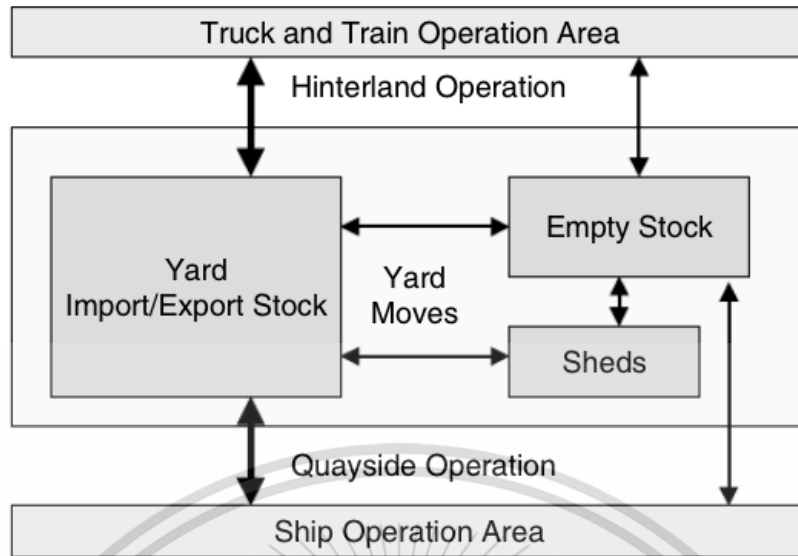 Truck and Train Operation Area
Hinterland Operation
Yard
Import/Export Stock
Yard
Moves
Empty Stock
Sheds
Quayside Operation
Ship Operation Area